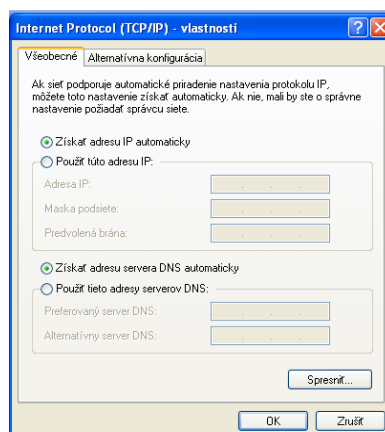 Internet Protocol (TCP/IP) - vlastnosti
Všeobecné
Alternatívna konfigurácia
Ak sieť podporuje automatické priradenie nastavenia protokolu IP,
môžete toto nastavenie získať automaticky. Ak nie, mali by ste o správne
nastavenie požiadať správcu siete.
Získať adresu IP automaticky
Použiť túto adresu IP:
Adresa IP:
Maska podsiete:
Predvolená brána:
Získať adresu servera DNS automaticky
Použiť tieto adresy serverov DNS:
Preferovaný server DNS:
Alternatívny server DNS:
Spresniť...
OK
Zrušiť